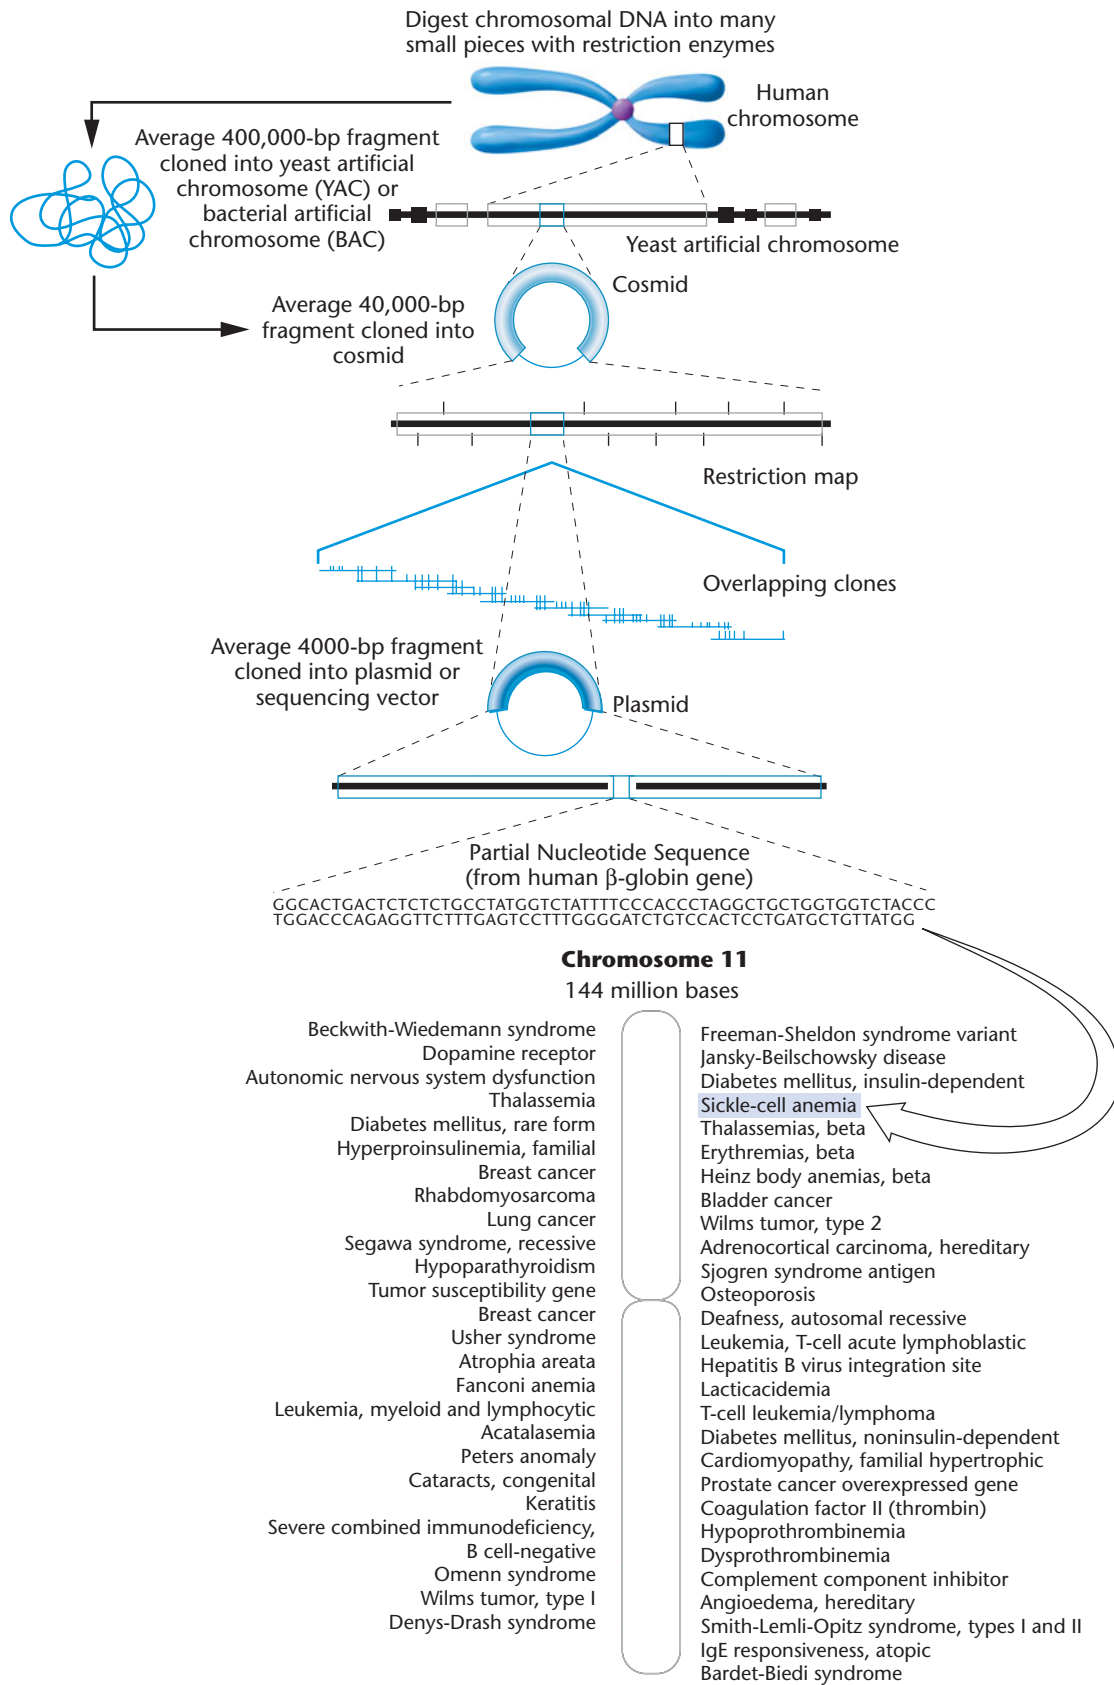 Digest chromosomal DNA into many
small pieces with restriction enzymes
Human
chromosome
Average 400,000-bp fragment
cloned into yeast artificial
chromosome (YAC) or
bacterial artificial
chromosome (BAC)
Yeast artificial chromosome
Cosmid
Average 40,000-bp
fragment cloned into
cosmid
Restriction map
Overlapping clones
Average 4000-bp fragment
cloned into plasmid or
sequencing vector
Plasmid
Partial Nucleotide Sequence
(from human β-globin gene)
GGCACTGACTCTCTCTGCCTATGGTCTATTTTCCCACCCTAGGCTGCTGGTGGTCTACCC
TGGACCCAGAGGTTCTTTGAGTCCTTTGGGGATCTGTCCACTCCTGATGCTGTTATGG
Chromosome 11
144 million bases
Beckwith-Wiedemann syndrome
Dopamine receptor
Autonomic nervous system dysfunction
Thalassemia
Diabetes mellitus, rare form
Hyperproinsulinemia, familial
Breast cancer
Rhabdomyosarcoma
Lung cancer
Segawa syndrome, recessive
Hypoparathyroidism
Tumor susceptibility gene
Breast cancer
Usher syndrome
Atrophia areata
Fanconi anemia
Leukemia, myeloid and lymphocytic
Acatalasemia
Peters anomaly
Cataracts, congenital
Keratitis
Severe combined immunodeficiency,
B cell-negative
Omenn syndrome
Wilms tumor, type I
Denys-Drash syndrome
Freeman-Sheldon syndrome variant
Jansky-Beilschowsky disease
Diabetes mellitus, insulin-dependent
Sickle-cell anemia
Thalassemias, beta
Erythremias, beta
Heinz body anemias, beta
Bladder cancer
Wilms tumor, type 2
Adrenocortical carcinoma, hereditary
Sjogren syndrome antigen
Osteoporosis
Deafness, autosomal recessive
Leukemia, T-cell acute lymphoblastic
Hepatitis B virus integration site
Lacticacidemia
T-cell leukemia/lymphoma
Diabetes mellitus, noninsulin-dependent
Cardiomyopathy, familial hypertrophic
Prostate cancer overexpressed gene
Coagulation factor II (thrombin)
Hypoprothrombinemia
Dysprothrombinemia
Complement component inhibitor
Angioedema, hereditary
Smith-Lemli-Opitz syndrome, types I and II
IgE responsiveness, atopic
Bardet-Biedi syndrome